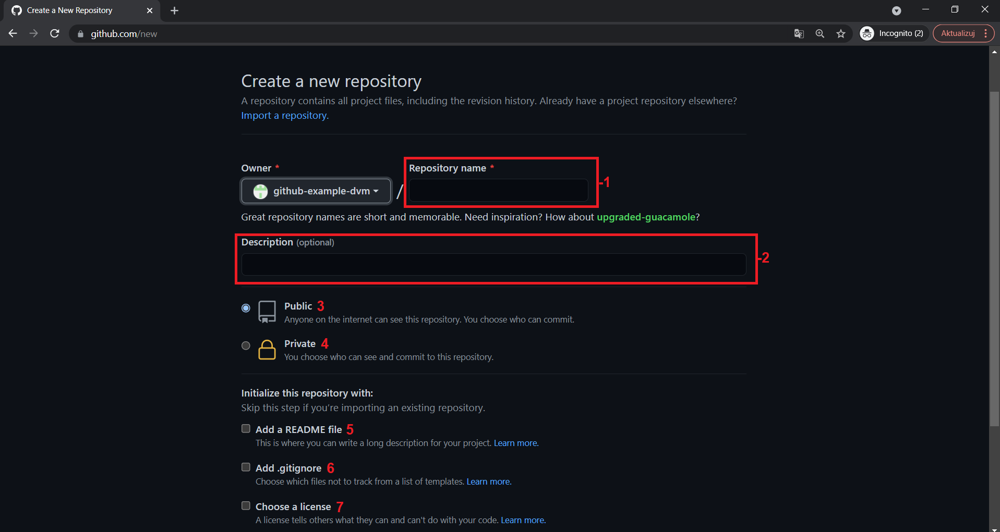 Create a New Repository
github.com/new
Incognito (2)
Aktualizuj
Create a new repository
A repository contains all project files, including the revision history. Already have a project repository elsewhere?
Import a repository.
Owner *
Repository name *
-1
github-example-dvm
/
Great repository names are short and memorable. Need inspiration? How about upgraded-guacamole?
Description (optional)
-2
Public 3
Anyone on the internet can see this repository. You choose who can commit.
Private 4
You choose who can see and commit to this repository.
Initialize this repository with:
Skip this step if you’re importing an existing repository.
Add a README file 5
This is where you can write a long description for your project. Learn more.
Add .gitignore 6
Choose which files not to track from a list of templates. Learn more.
Choose a license 7
A license tells others what they can and can't do with your code. Learn more.